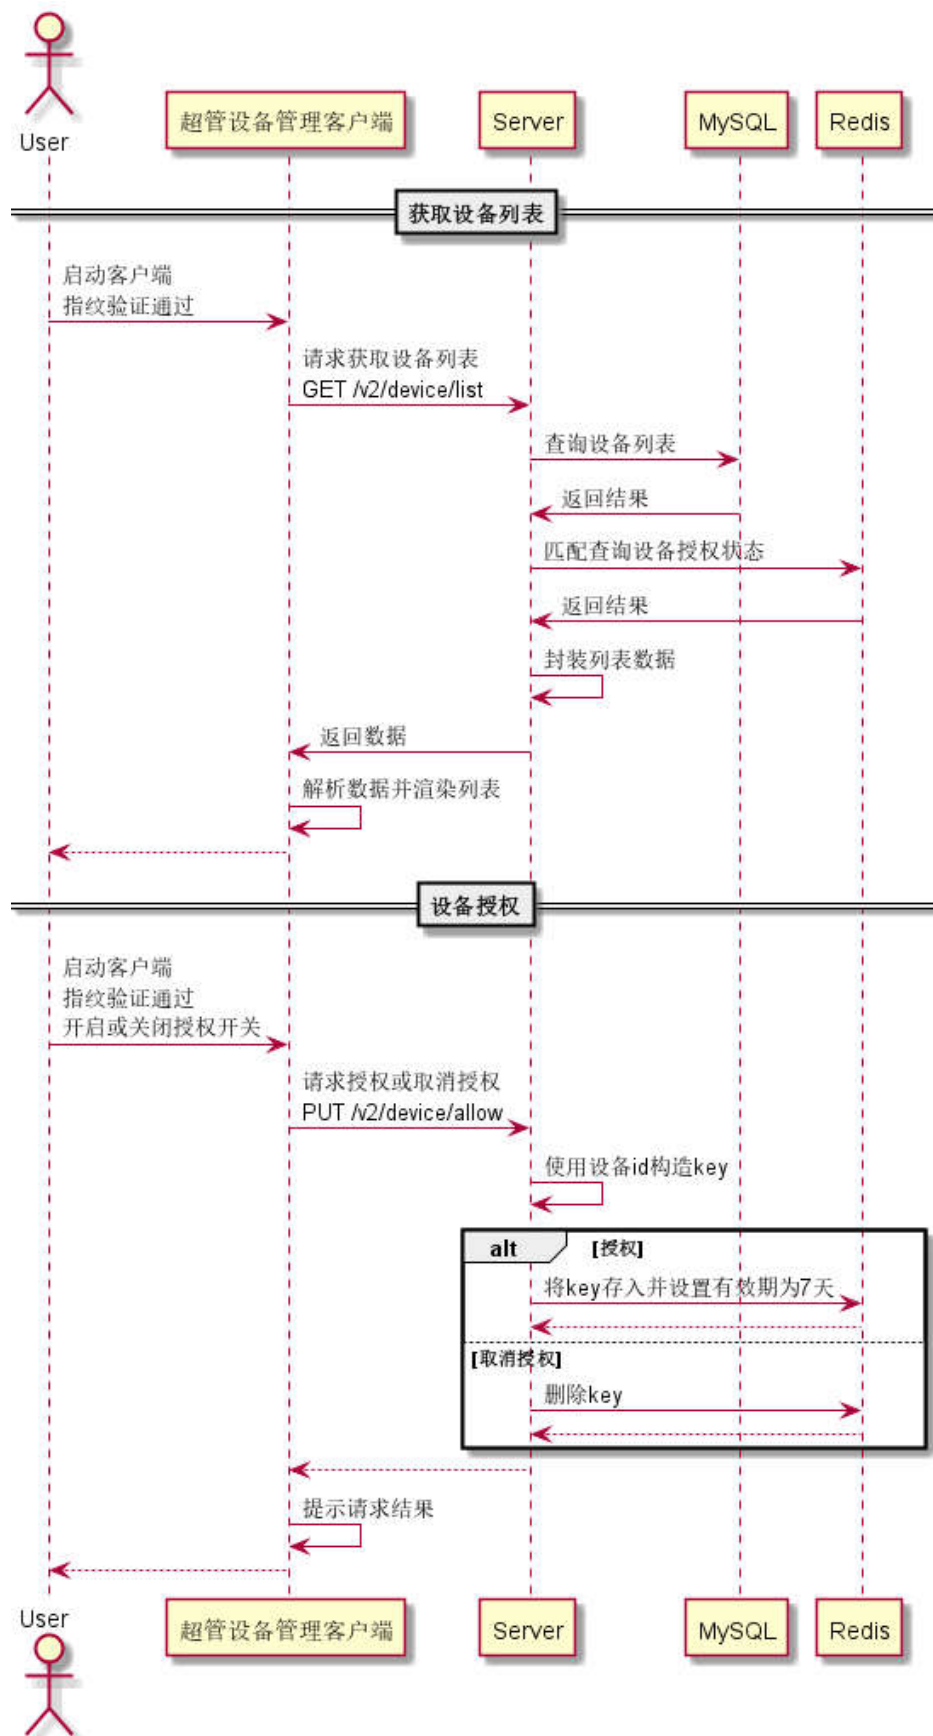 User
超管设备管理客户端
Server
MySQL
Redis
获取设备列表
启动客户端
指纹验证通过
请求获取设备列表
GET /v2/device/list
查询设备列表
返回结果
匹配查询设备授权状态
返回结果
封装列表数据
返回数据
解析数据并渲染列表
设备授权
启动客户端
指纹验证通过
开启或关闭授权开关
请求授权或取消授权
PUT /v2/device/allow
使用设备id构造key
alt
[授权]
将key存入并设置有效期为7天
[取消授权]
删除key
提示请求结果
User
超管设备管理客户端
Server
MySQL
Redis